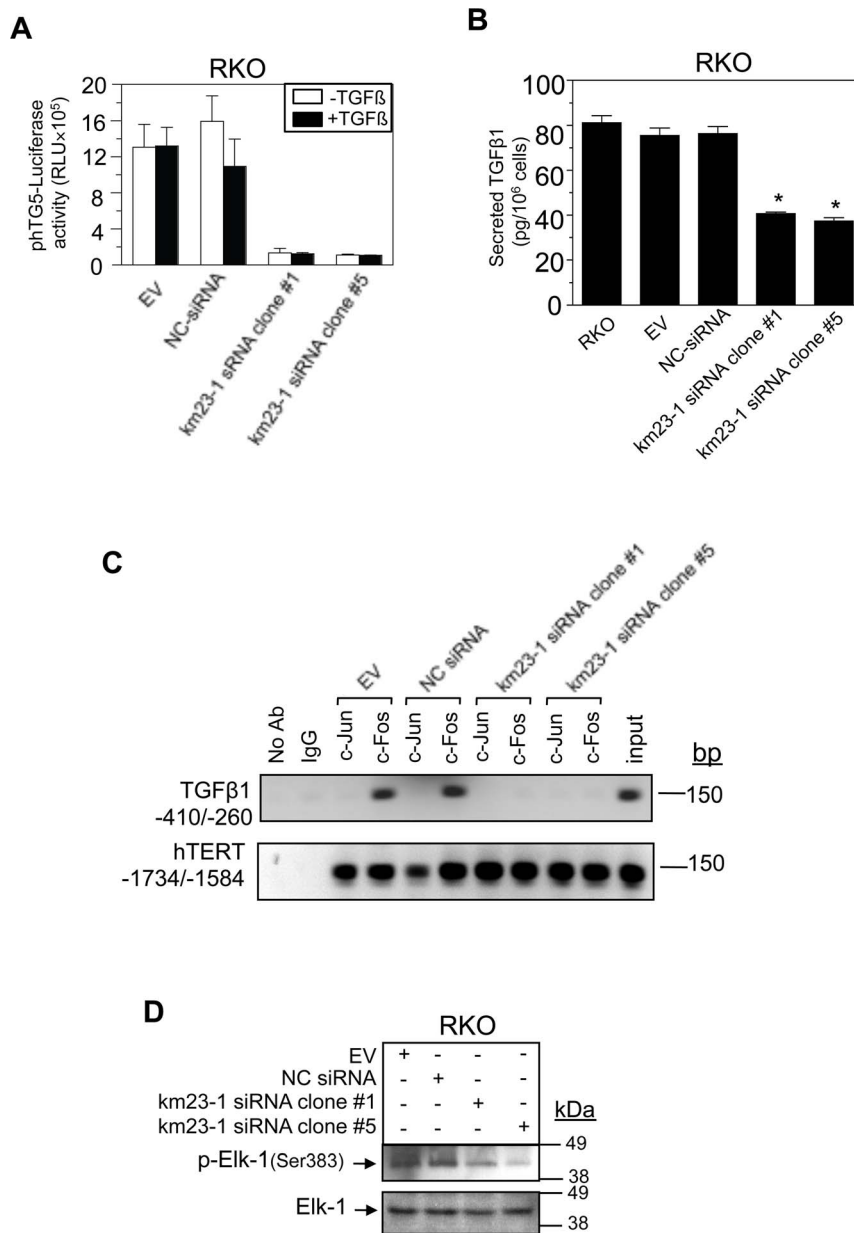 A
RKO
phTG5-Luciferase
activity (RLU×10⁵)
20
16
12
8
4
0
-TGFß
+TGFß
EV
NC-siRNA
km23-1 sRNA clone #1
km23-1 siRNA clone #5
B
RKO
Secreted TGFβ1
(pg/10⁶ cells)
100
80
60
40
20
0
*
*
RKO
EV
NC-siRNA
km23-1 siRNA clone #1
km23-1 siRNA clone #5
C
EV
NC siRNA
km23-1 siRNA clone #1
km23-1 siRNA clone #5
No Ab
IgG
c-Jun
c-Fos
c-Jun
c-Fos
c-Jun
c-Fos
c-Jun
c-Fos
input
bp
TGFβ1
-410/-260
150
hTERT
-1734/-1584
150
D
RKO
EV + - - -
NC siRNA - + - -
km23-1 siRNA clone #1 - - + -
km23-1 siRNA clone #5 - - - +
kDa
p-Elk-1(Ser383)
49
38
Elk-1
49
38